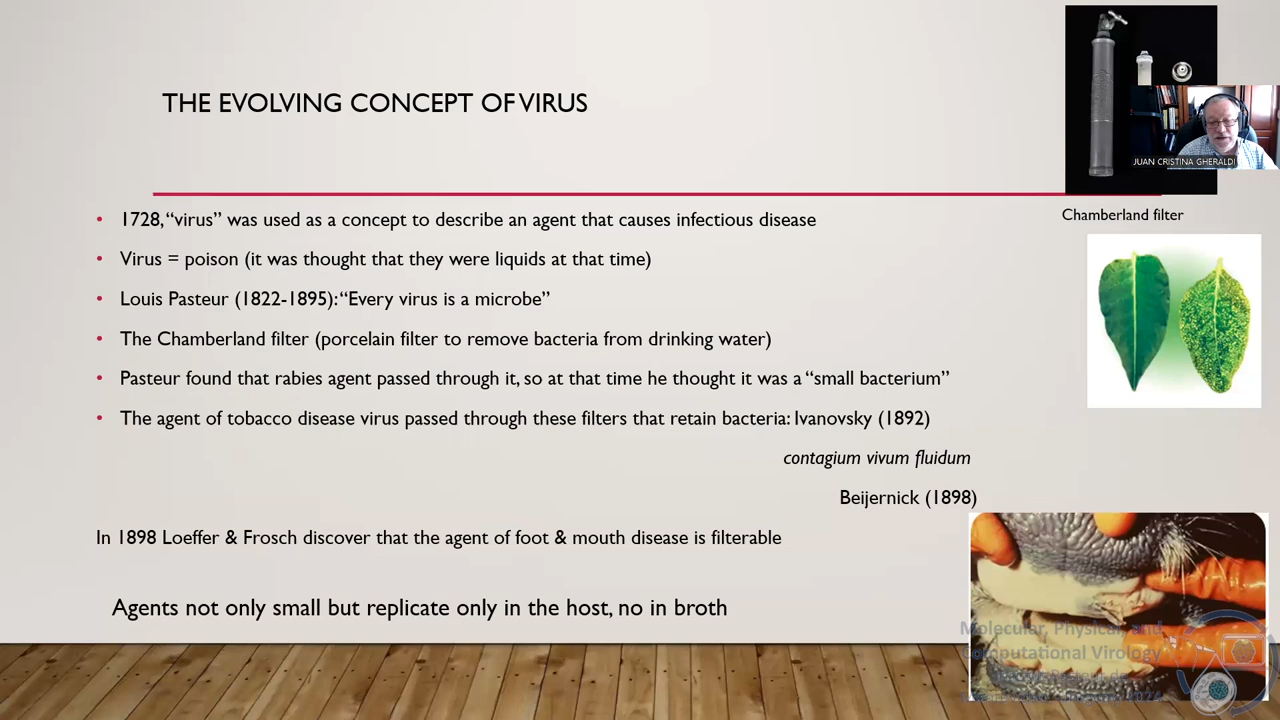 THE EVOLVING CONCEPT OF VIRUS
JUAN CRISTINA GHERALDI
Chamberland filter
• 1728, “virus” was used as a concept to describe an agent that causes infectious disease
• Virus = poison (it was thought that they were liquids at that time)
• Louis Pasteur (1822-1895): “Every virus is a microbe”
• The Chamberland filter (porcelain filter to remove bacteria from drinking water)
• Pasteur found that rabies agent passed through it, so at that time he thought it was a “small bacterium”
• The agent of tobacco disease virus passed through these filters that retain bacteria: Ivanovsky (1892)
contagium vivum fluidum
Beijernick (1898)
In 1898 Loeffer & Frosch discover that the agent of foot & mouth disease is filterable
Agents not only small but replicate only in the host, no in broth
Molecular, Physical, and
Computational Virology